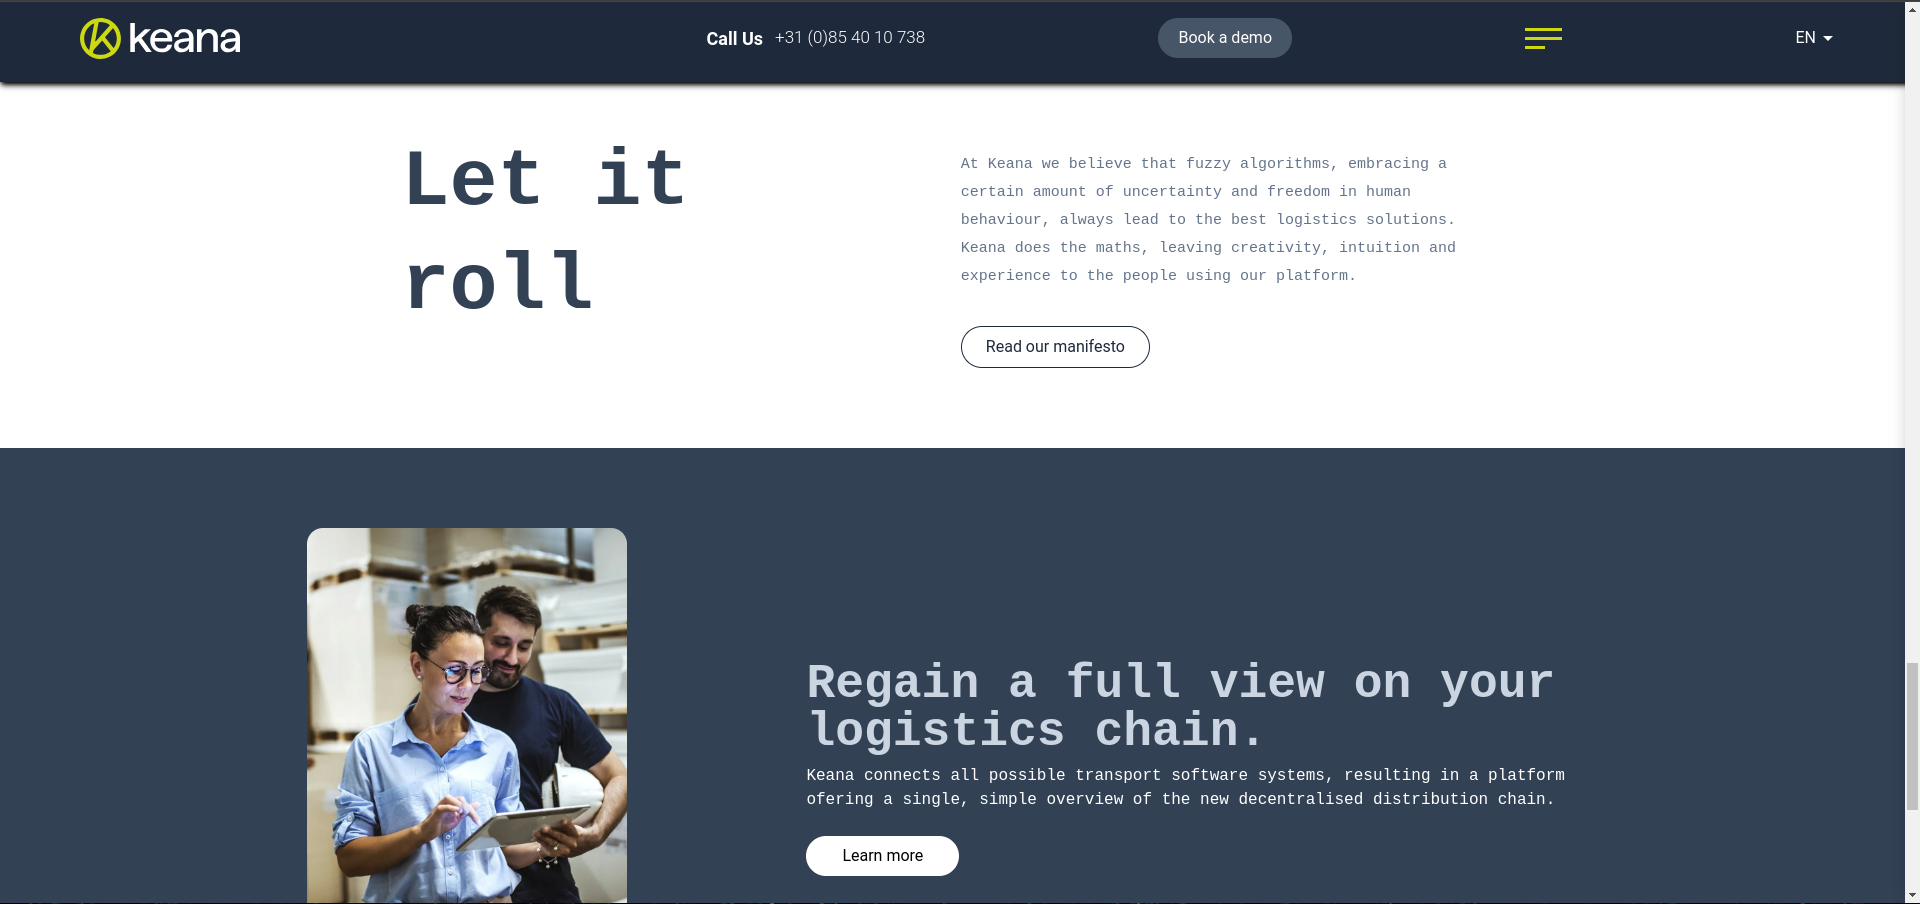 keana
Call Us +31 (0)85 40 10 738
Book a demo
EN
Let it
roll
At Keana we believe that fuzzy algorithms, embracing a
certain amount of uncertainty and freedom in human
behaviour, always lead to the best logistics solutions.
Keana does the maths, leaving creativity, intuition and
experience to the people using our platform.
Read our manifesto
Regain a full view on your
logistics chain.
Keana connects all possible transport software systems, resulting in a platform
ofering a single, simple overview of the new decentralised distribution chain.
Learn more